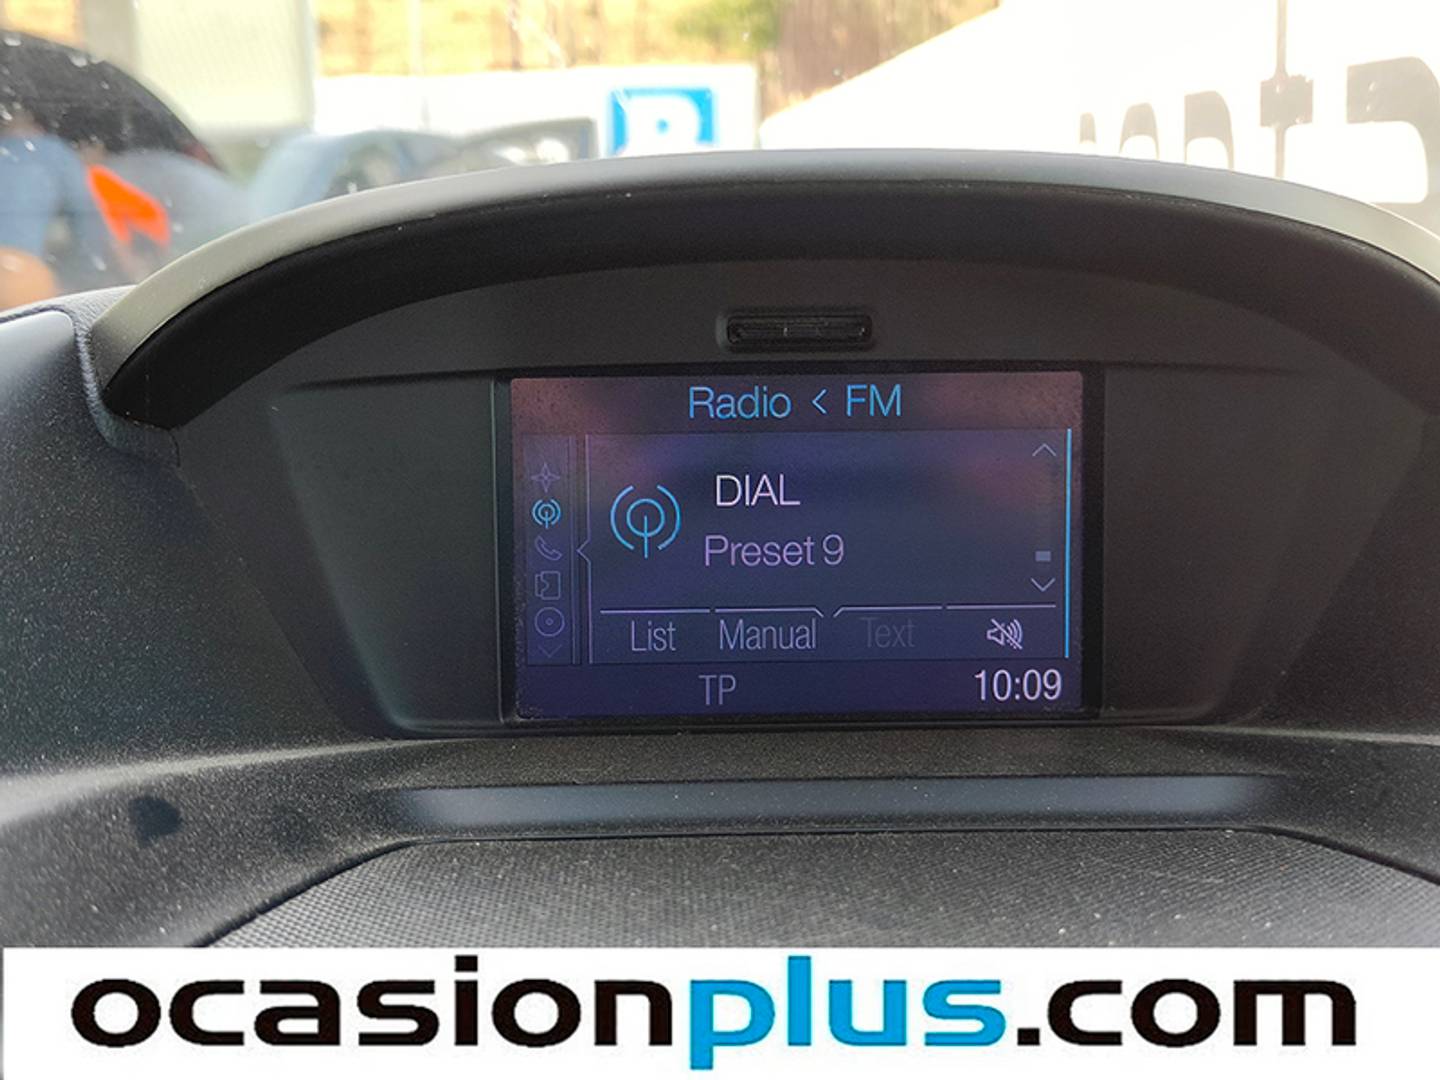 Radio < FM
DIAL
Preset 9
List Manual Text
TP 10:09
ocasionplus.com